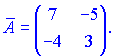 A̅ = ( 7 −5
−4 3 ).